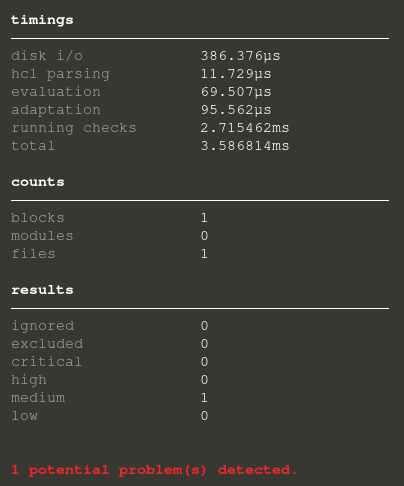 timings
disk i/o 386.376µs
hcl parsing 11.729µs
evaluation 69.507µs
adaptation 95.562µs
running checks 2.715462ms
total 3.586814ms
counts
blocks 1
modules 0
files 1
results
ignored 0
excluded 0
critical 0
high 0
medium 1
low 0
1 potential problem(s) detected.